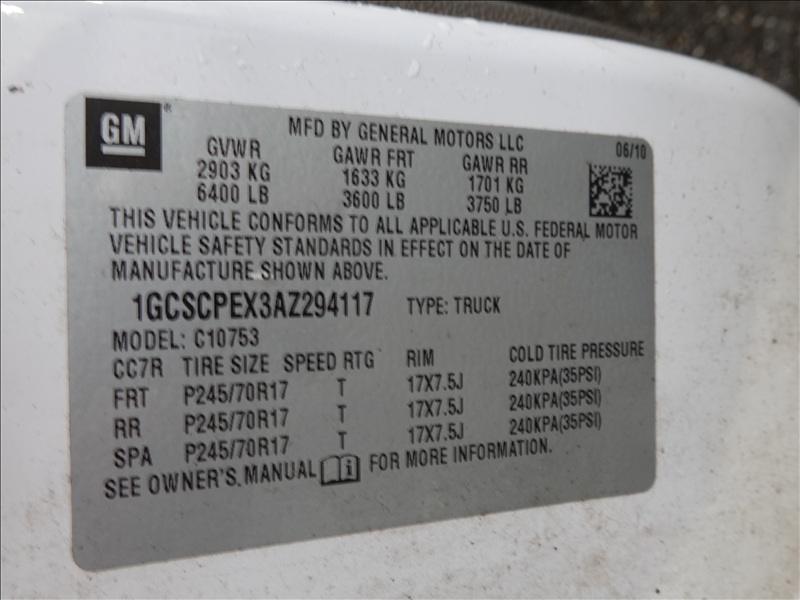 GM
®
MFD BY GENERAL MOTORS LLC 06/10
GVWR GAWR FRT GAWR RR
2903 KG 1633 KG 1701 KG
6400 LB 3600 LB 3750 LB
THIS VEHICLE CONFORMS TO ALL APPLICABLE U.S. FEDERAL MOTOR
VEHICLE SAFETY STANDARDS IN EFFECT ON THE DATE OF
MANUFACTURE SHOWN ABOVE.
1GCSCPEX3AZ294117 TYPE: TRUCK
MODEL: C10753
CC7R TIRE SIZE SPEED RTG RIM COLD TIRE PRESSURE
FRT P245/70R17 T 17X7.5J 240KPA(35PSI)
RR P245/70R17 T 17X7.5J 240KPA(35PSI)
SPA P245/70R17 T 17X7.5J 240KPA(35PSI)
SEE OWNER'S MANUAL FOR MORE INFORMATION.